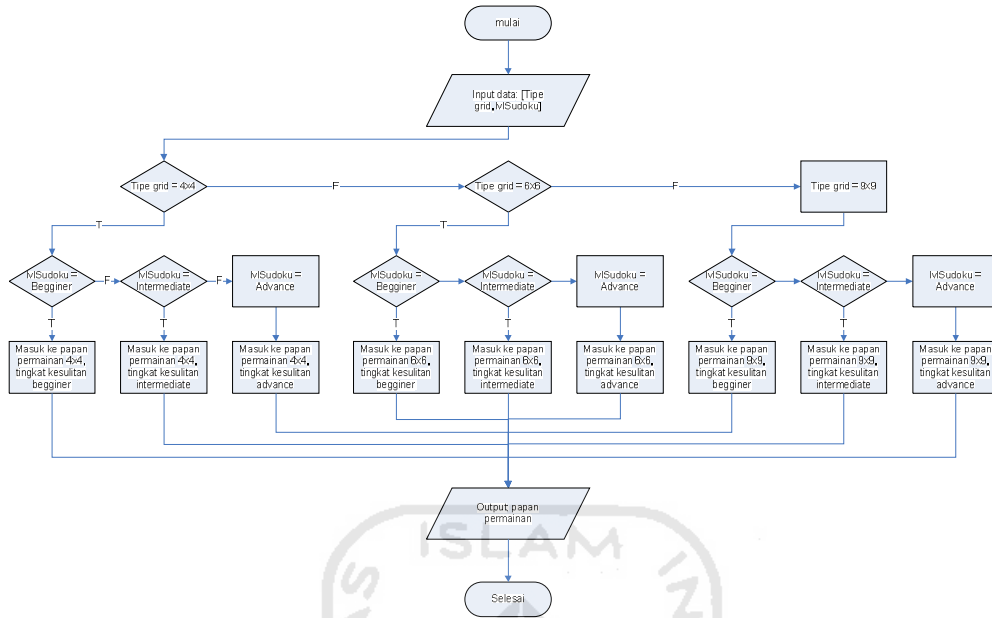 mulai
Input data: [Tipe
grid, lvlSudoku]
Tipe grid = 4x4
F
Tipe grid = 6x6
F
Tipe grid = 9x9
T
T
lvlSudoku =
Begginer
F
lvlSudoku =
Intermediate
F
lvlSudoku =
Advance
lvlSudoku =
Begginer
lvlSudoku =
Intermediate
lvlSudoku =
Advance
lvlSudoku =
Begginer
lvlSudoku =
Intermediate
lvlSudoku =
Advance
T
T
T
T
T
T
Masuk ke papan
permainan 4x4,
tingkat kesulitan
begginer
Masuk ke papan
permainan 4x4,
tingkat kesulitan
intermediate
Masuk ke papan
permainan 4x4,
tingkat kesulitan
advance
Masuk ke papan
permainan 6x6,
tingkat kesulitan
begginer
Masuk ke papan
permainan 6x6,
tingkat kesulitan
intermediate
Masuk ke papan
permainan 6x6,
tingkat kesulitan
advance
Masuk ke papan
permainan 9x9,
tingkat kesulitan
begginer
Masuk ke papan
permainan 9x9,
tingkat kesulitan
intermediate
Masuk ke papan
permainan 9x9,
tingkat kesulitan
advance
Output papan
permainan
ISLAM
Selesai